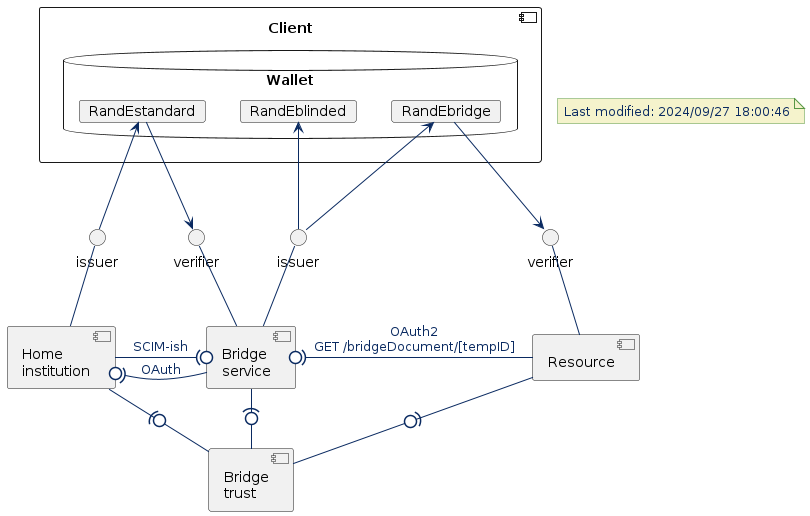 Client
Wallet
RandEstandard
RandEblinded
RandEbridge
Last modified: 2024/09/27 18:00:46
issuer
verifier
issuer
verifier
OAuth2
GET /bridgeDocument/[tempID]
SCIM-ish
OAuth
Home
institution
Bridge
service
Resource
Bridge
trust